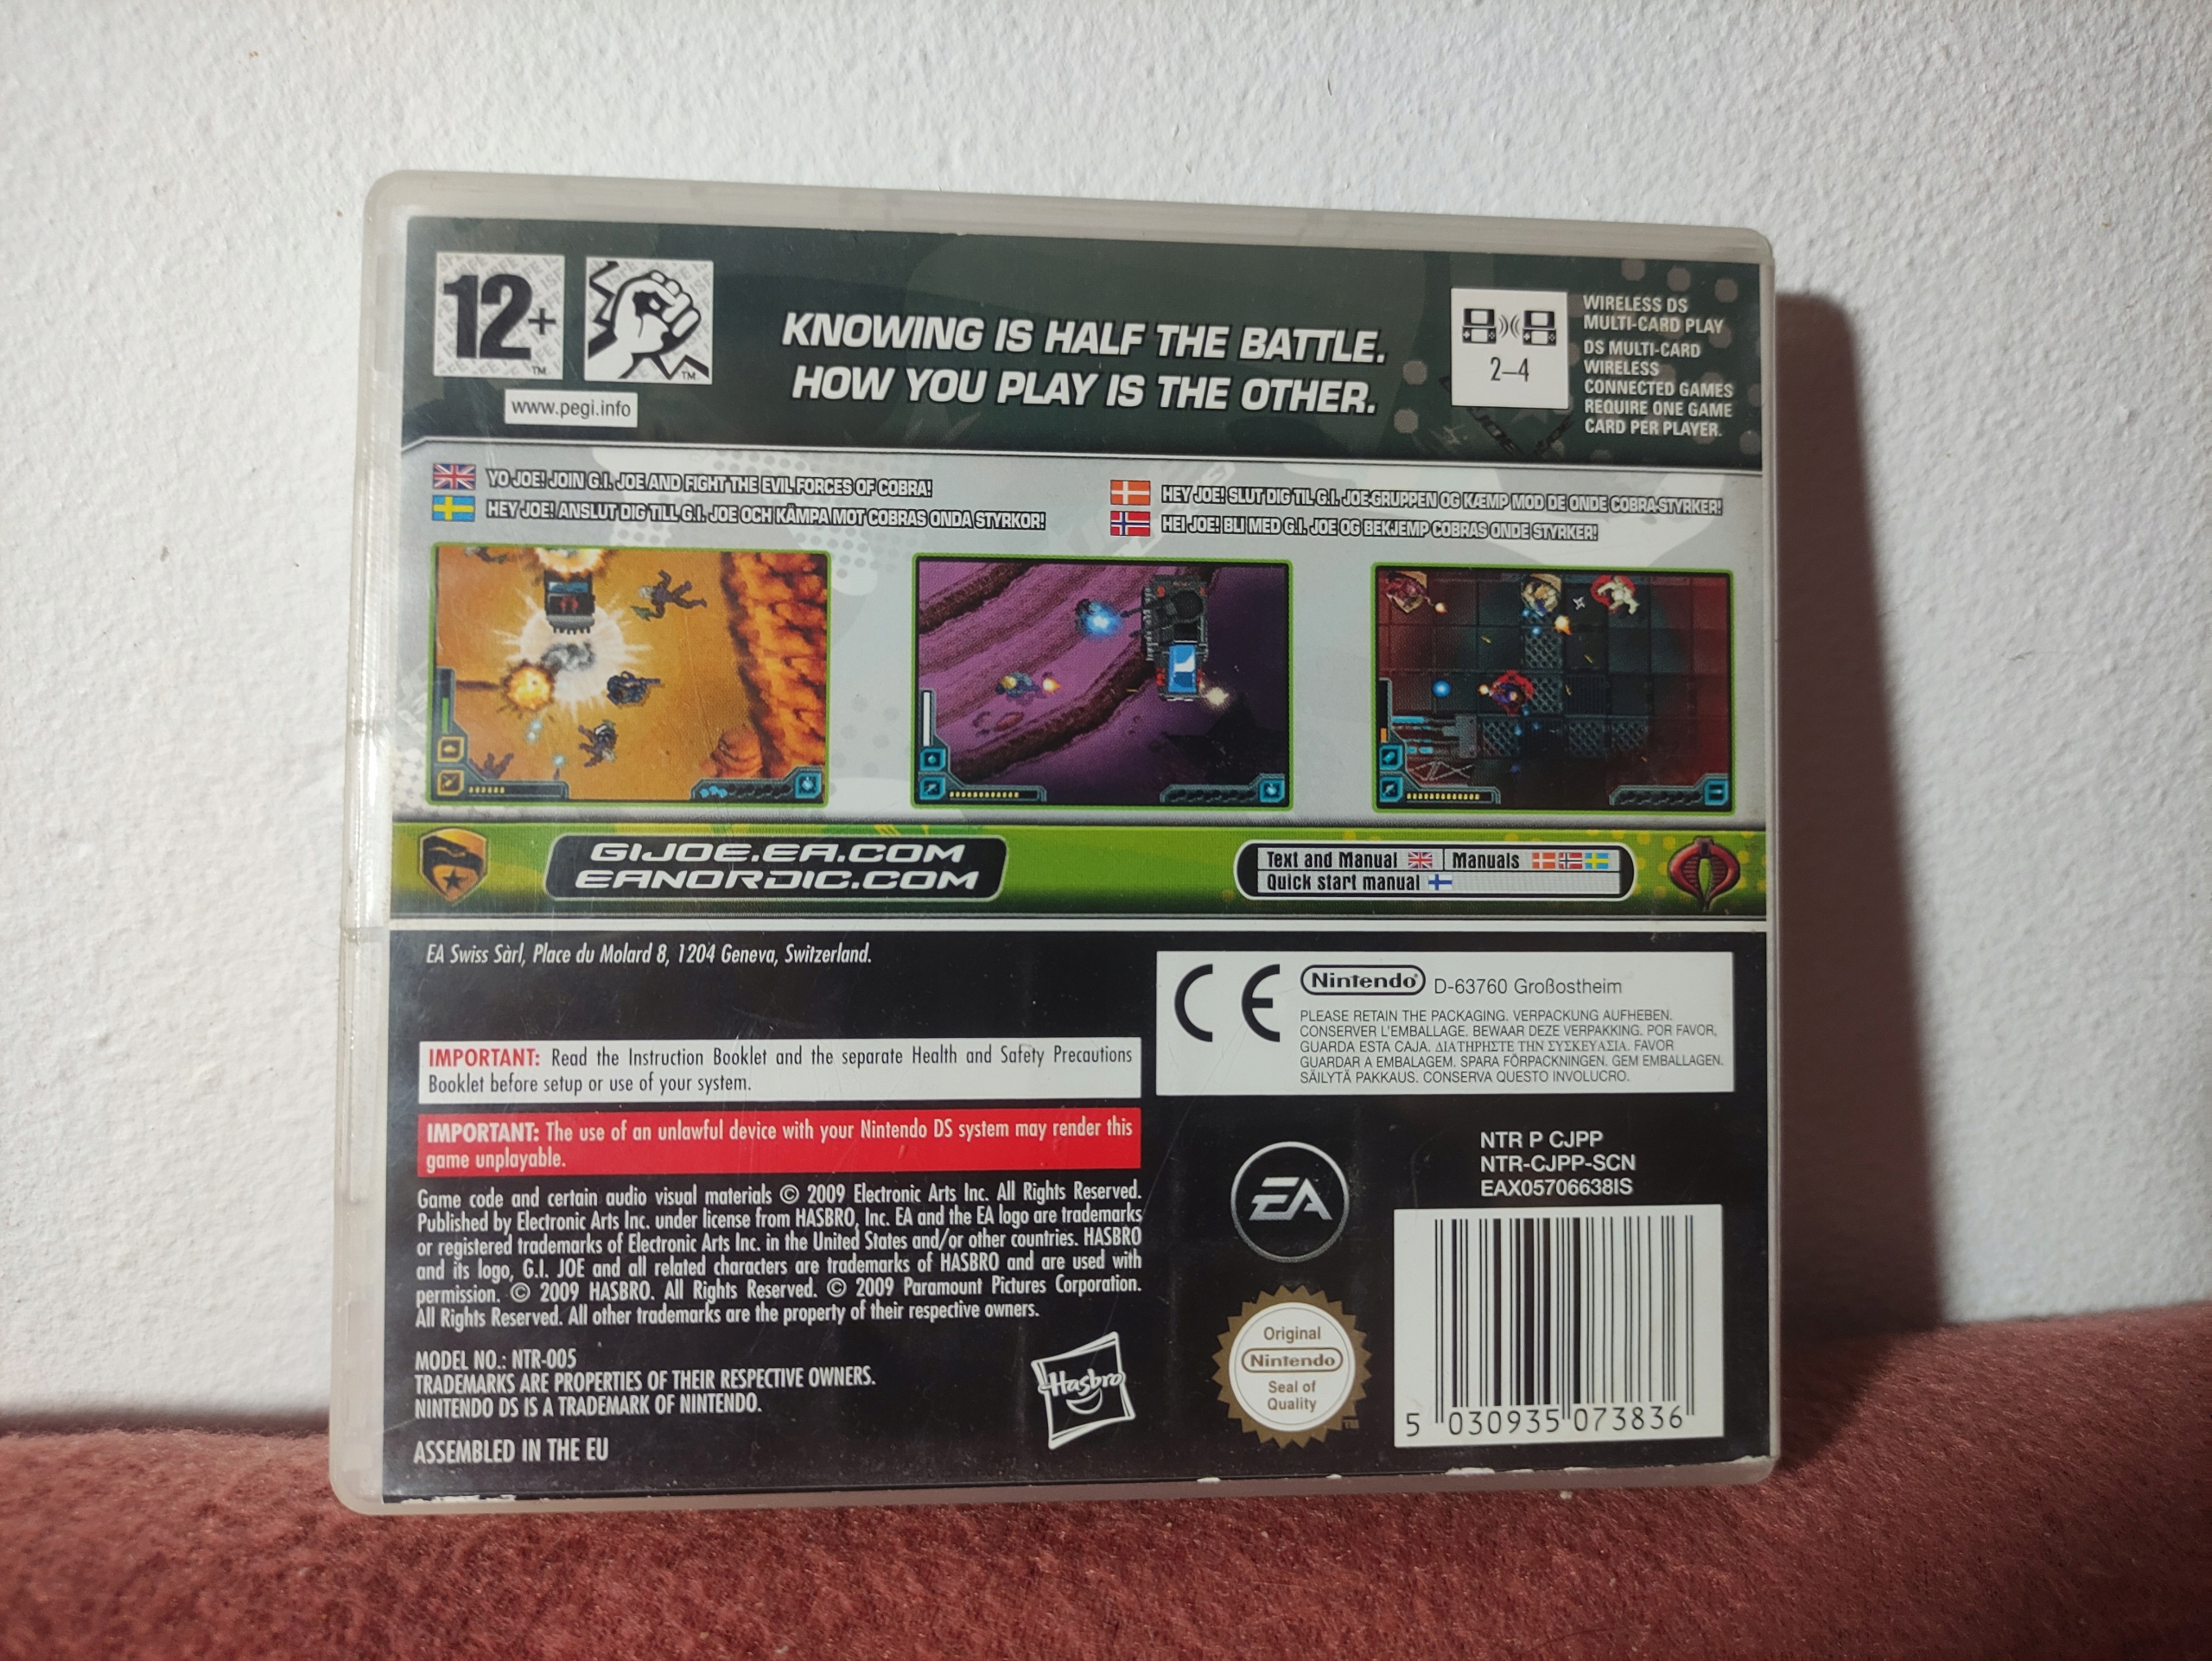 12+
TM
TM
www.pegi.info
KNOWING IS HALF THE BATTLE.
HOW YOU PLAY IS THE OTHER.
2–4
WIRELESS DS
MULTI-CARD PLAY
DS MULTI-CARD
WIRELESS
CONNECTED GAMES
REQUIRE ONE GAME
CARD PER PLAYER.
YO JOE! JOIN G.I. JOE AND FIGHT THE EVIL FORCES OF COBRA!
HEY JOE! ANSLUT DIG TILL G.I. JOE OCH KÄMPA MOT COBRAS ONDA STYRKOR!
HEY JOE! SLUT DIG TIL G.I. JOE-GRUPPEN OG KÆMP MOD DE ONDE COBRA-STYRKER!
HEI JOE! BLI MED G.I. JOE OG BEKJEMP COBRAS ONDE STYRKER!
GIJOE.EA.COM
EANORDIC.COM
Text and Manual
Manuals
Quick start manual
EA Swiss Sàrl, Place du Molard 8, 1204 Geneva, Switzerland.
CE
Nintendo® D-63760 Großostheim
PLEASE RETAIN THE PACKAGING. VERPACKUNG AUFHEBEN.
CONSERVER L'EMBALLAGE. BEWAAR DEZE VERPAKKING. POR FAVOR,
GUARDA ESTA CAJA. ΔΙΑΤΗΡΗΣΤΕ ΤΗΝ ΣΥΣΚΕΥΑΣΙΑ. FAVOR
GUARDAR A EMBALAGEM. SPARA FÖRPACKNINGEN. GEM EMBALLAGEN.
SÄILYTÄ PAKKAUS. CONSERVA QUESTO INVOLUCRO.
IMPORTANT: Read the Instruction Booklet and the separate Health and Safety Precautions
Booklet before setup or use of your system.
IMPORTANT: The use of an unlawful device with your Nintendo DS system may render this
game unplayable.
Game code and certain audio visual materials © 2009 Electronic Arts Inc. All Rights Reserved.
Published by Electronic Arts Inc. under license from HASBRO, Inc. EA and the EA logo are trademarks
or registered trademarks of Electronic Arts Inc. in the United States and/or other countries. HASBRO
and its logo, G.I. JOE and all related characters are trademarks of HASBRO and are used with
permission. © 2009 HASBRO. All Rights Reserved. © 2009 Paramount Pictures Corporation.
All Rights Reserved. All other trademarks are the property of their respective owners.
MODEL NO.: NTR-005
TRADEMARKS ARE PROPERTIES OF THEIR RESPECTIVE OWNERS.
NINTENDO DS IS A TRADEMARK OF NINTENDO.
ASSEMBLED IN THE EU
Hasbro
EA
Original
Nintendo
Seal of
Quality
TM
NTR P CJPP
NTR-CJPP-SCN
EAX05706638IS
5 030935 073836